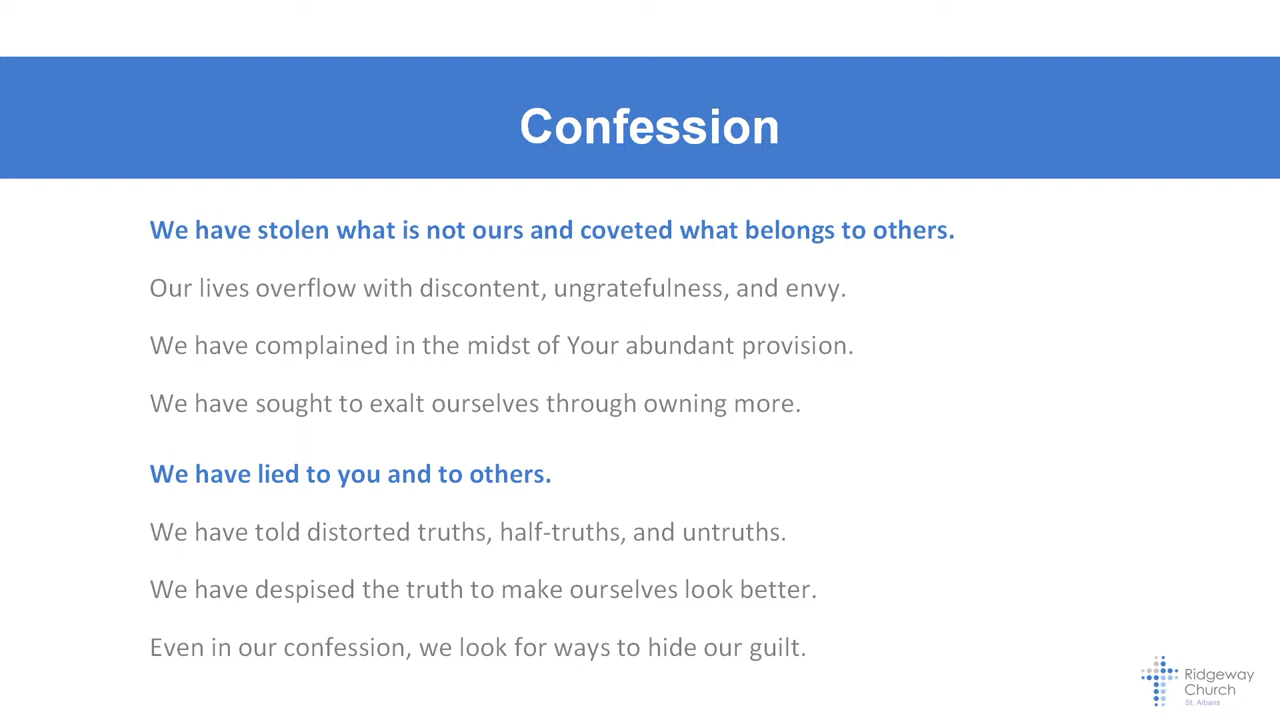 Confession
We have stolen what is not ours and coveted what belongs to others.
Our lives overflow with discontent, ungratefulness, and envy.
We have complained in the midst of Your abundant provision.
We have sought to exalt ourselves through owning more.
We have lied to you and to others.
We have told distorted truths, half-truths, and untruths.
We have despised the truth to make ourselves look better.
Even in our confession, we look for ways to hide our guilt.
Ridgeway
Church
St. Albans